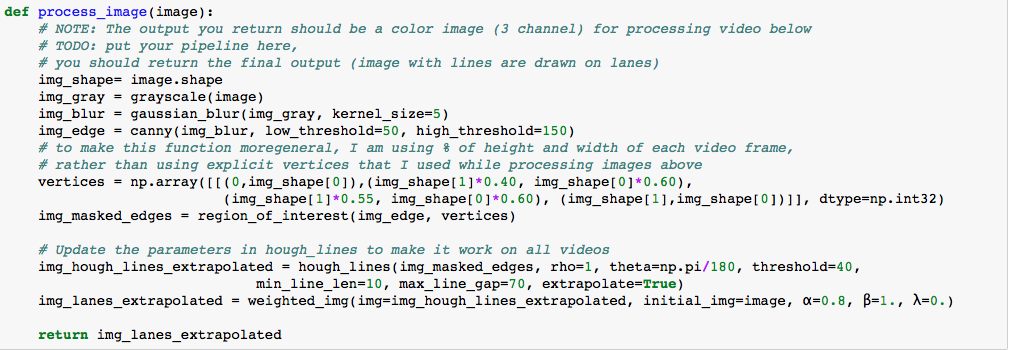 def process_image(image):
    # NOTE: The output you return should be a color image (3 channel) for processing video below
    # TODO: put your pipeline here,
    # you should return the final output (image with lines are drawn on lanes)
    img_shape= image.shape
    img_gray = grayscale(image)
    img_blur = gaussian_blur(img_gray, kernel_size=5)
    img_edge = canny(img_blur, low_threshold=50, high_threshold=150)
    # to make this function moregeneral, I am using % of height and width of each video frame,
    # rather than using explicit vertices that I used while processing images above
    vertices = np.array([[(0,img_shape[0]),(img_shape[1]*0.40, img_shape[0]*0.60),
                          (img_shape[1]*0.55, img_shape[0]*0.60), (img_shape[1],img_shape[0])]], dtype=np.int32)
    img_masked_edges = region_of_interest(img_edge, vertices)

    # Update the parameters in hough_lines to make it work on all videos
    img_hough_lines_extrapolated = hough_lines(img_masked_edges, rho=1, theta=np.pi/180, threshold=40,
                              min_line_len=10, max_line_gap=70, extrapolate=True)
    img_lanes_extrapolated = weighted_img(img=img_hough_lines_extrapolated, initial_img=image, α=0.8, β=1., λ=0.)

    return img_lanes_extrapolated